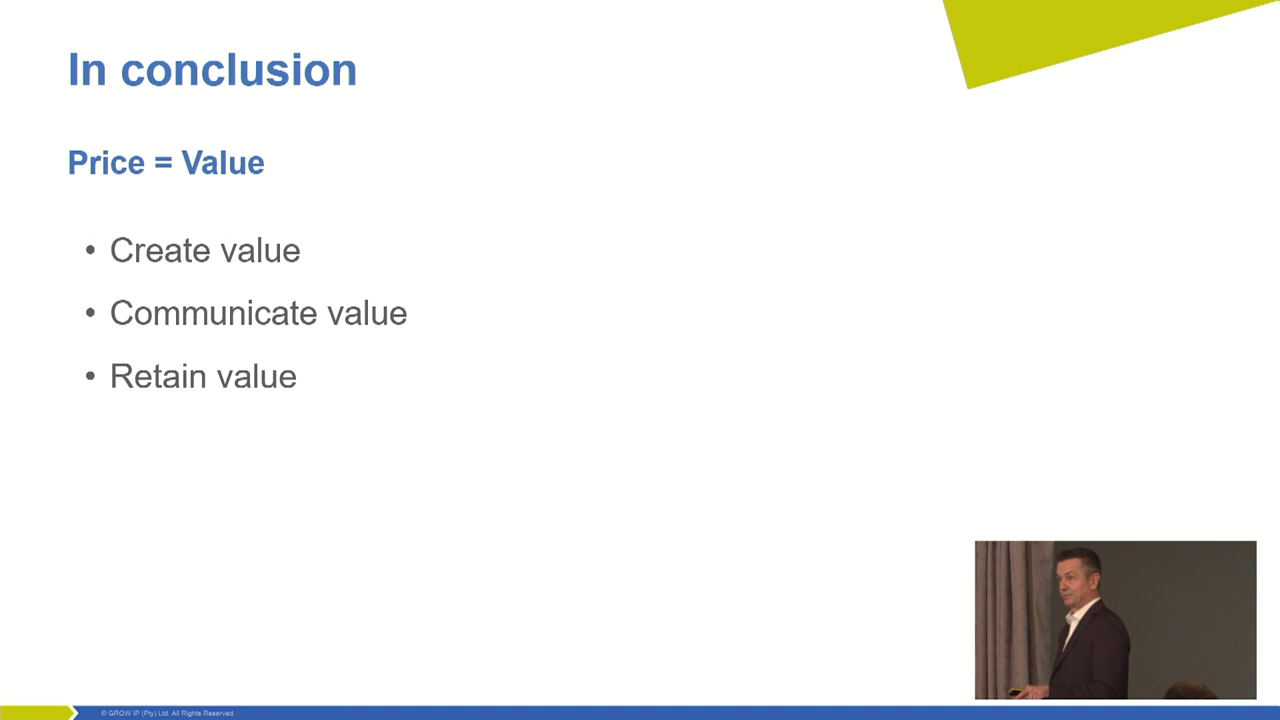 In conclusion
Price = Value
• Create value
• Communicate value
• Retain value
© GROW IP (Pty) Ltd. All Rights Reserved.